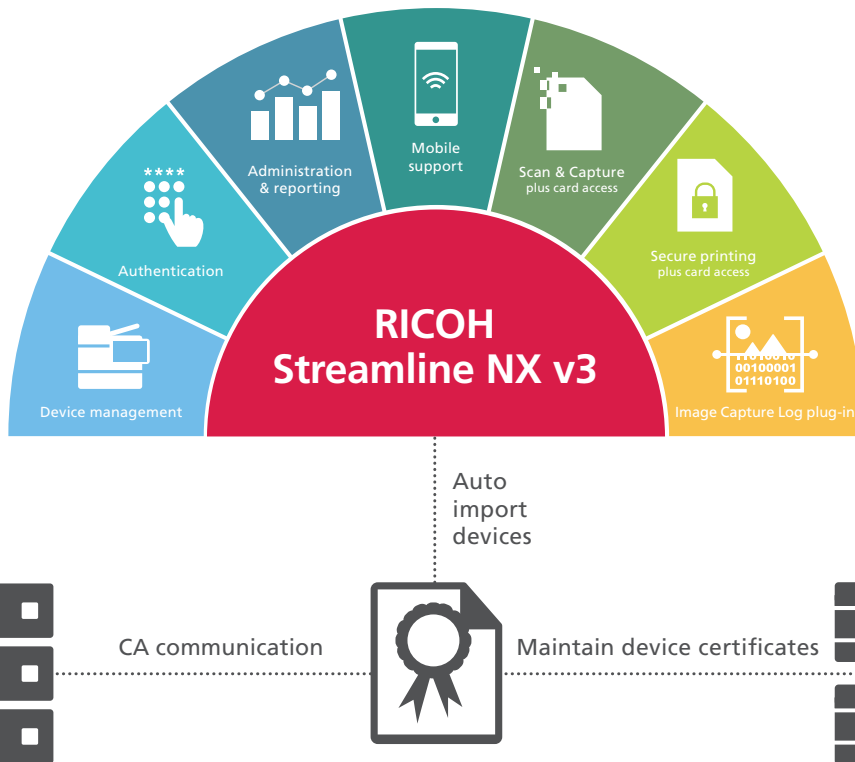 Mobile
support
Administration
& reporting
Scan & Capture
plus card access
****
Authentication
Secure printing
plus card access
Device management
11010010
00100001
01110100
Image Capture Log plug-in
RICOH
Streamline NX v3
Auto
import
devices
CA communication
Maintain device certificates